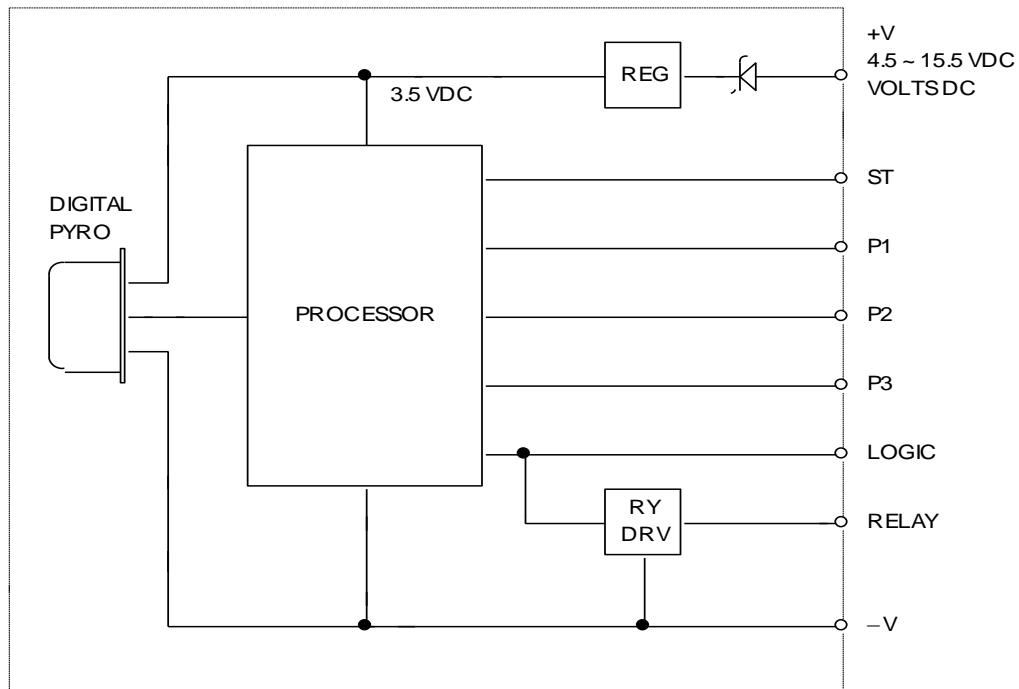 +V
4.5 ~ 15.5 VDC
VOLTS DC
REG
3.5 VDC
ST
DIGITAL
PYRO
P1
PROCESSOR
P2
P3
LOGIC
RY
DRV
RELAY
–V